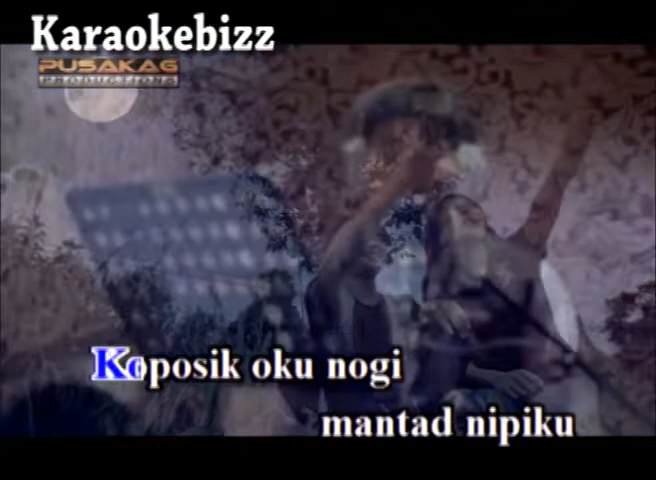 Karaokebizz
PUSAKAG
PRODUCTIONS
Koposik oku nogi
mantad nipiku